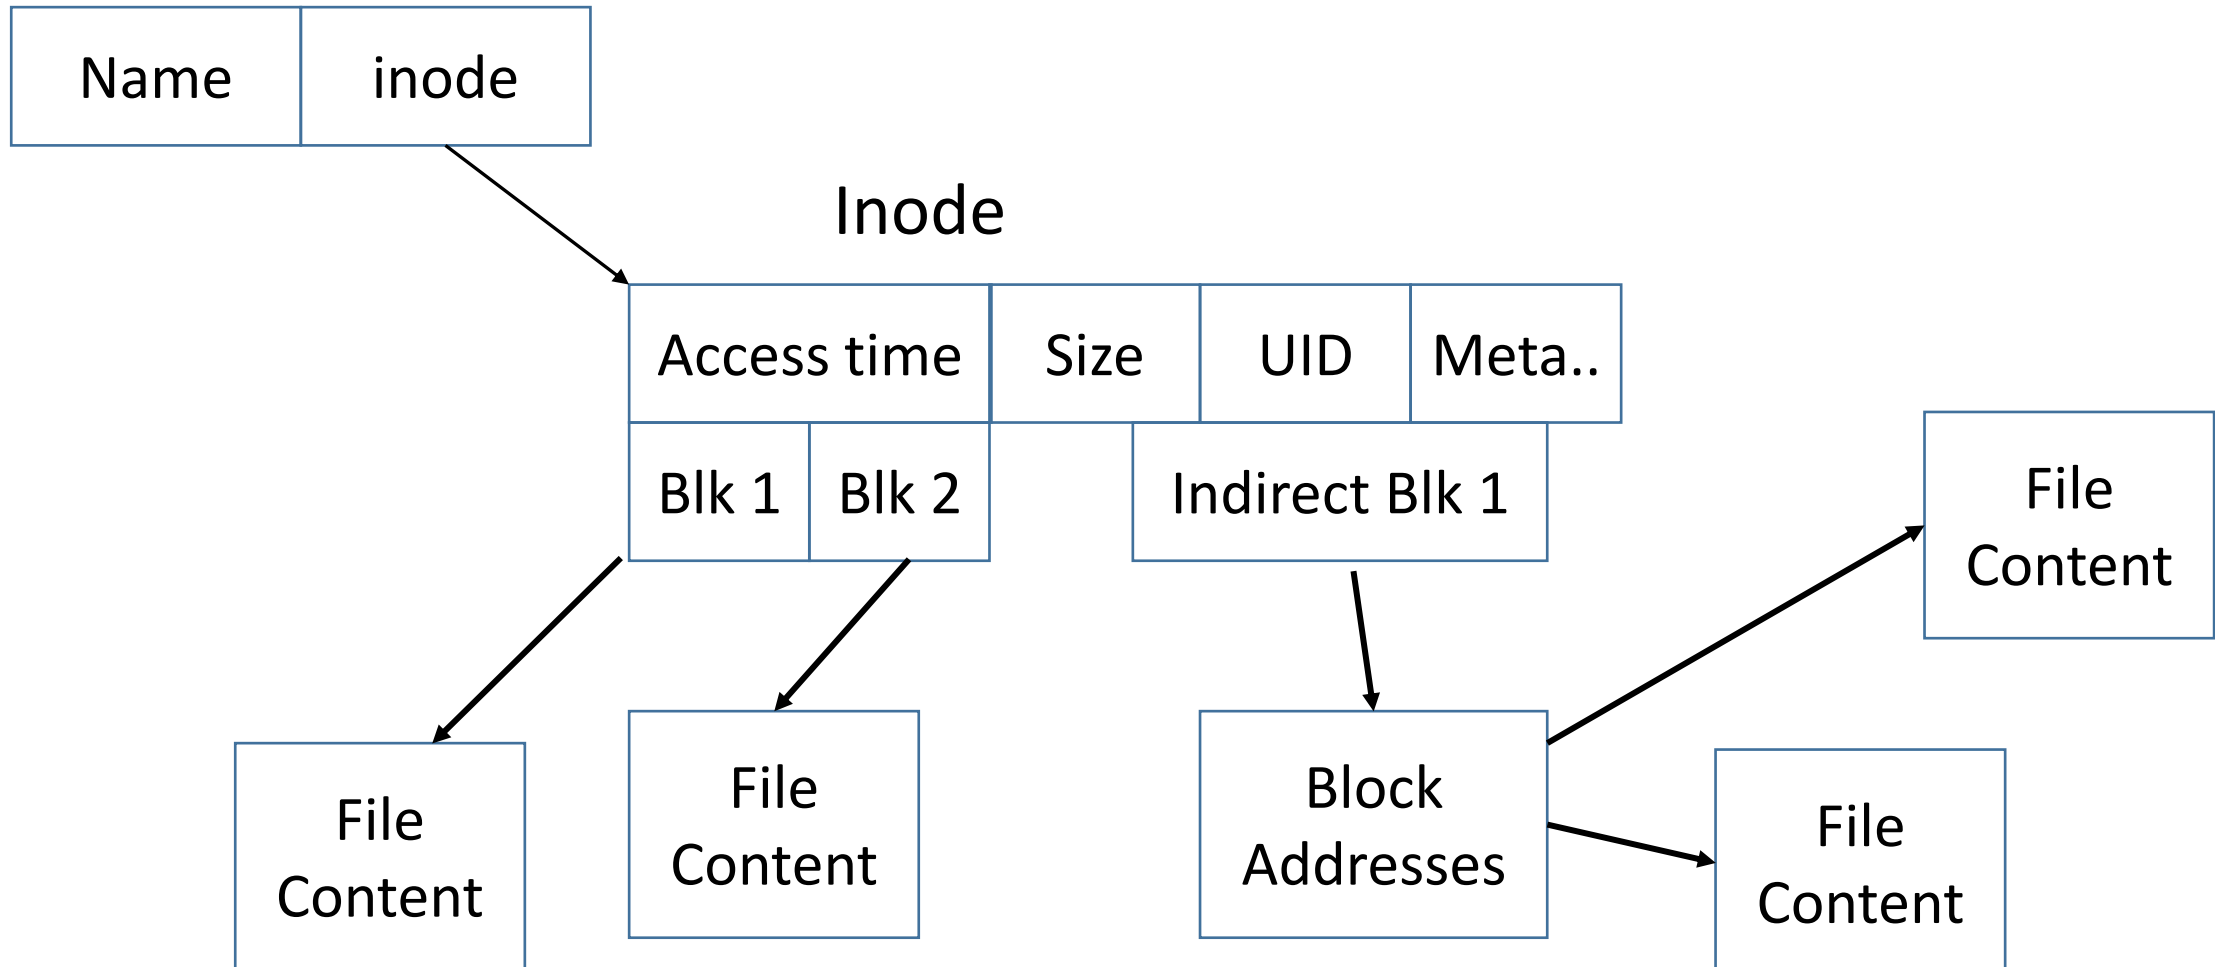 Name
inode
Inode
Access time
Size
UID
Meta..
Blk 1
Blk 2
Indirect Blk 1
File
Content
File
Content
File
Content
Block
Addresses
File
Content